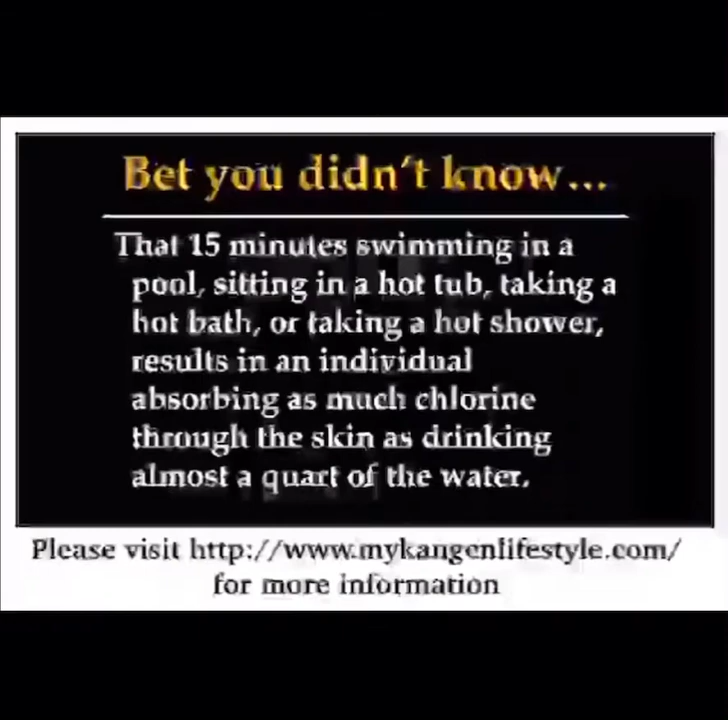 Bet you didn't know...
That 15 minutes swimming in a
pool, sitting in a hot tub, taking a
hot bath, or taking a hot shower,
results in an individual
absorbing as much chlorine
through the skin as drinking
almost a quart of the water.
Please visit http://www.mykangenlifestyle.com/
for more information